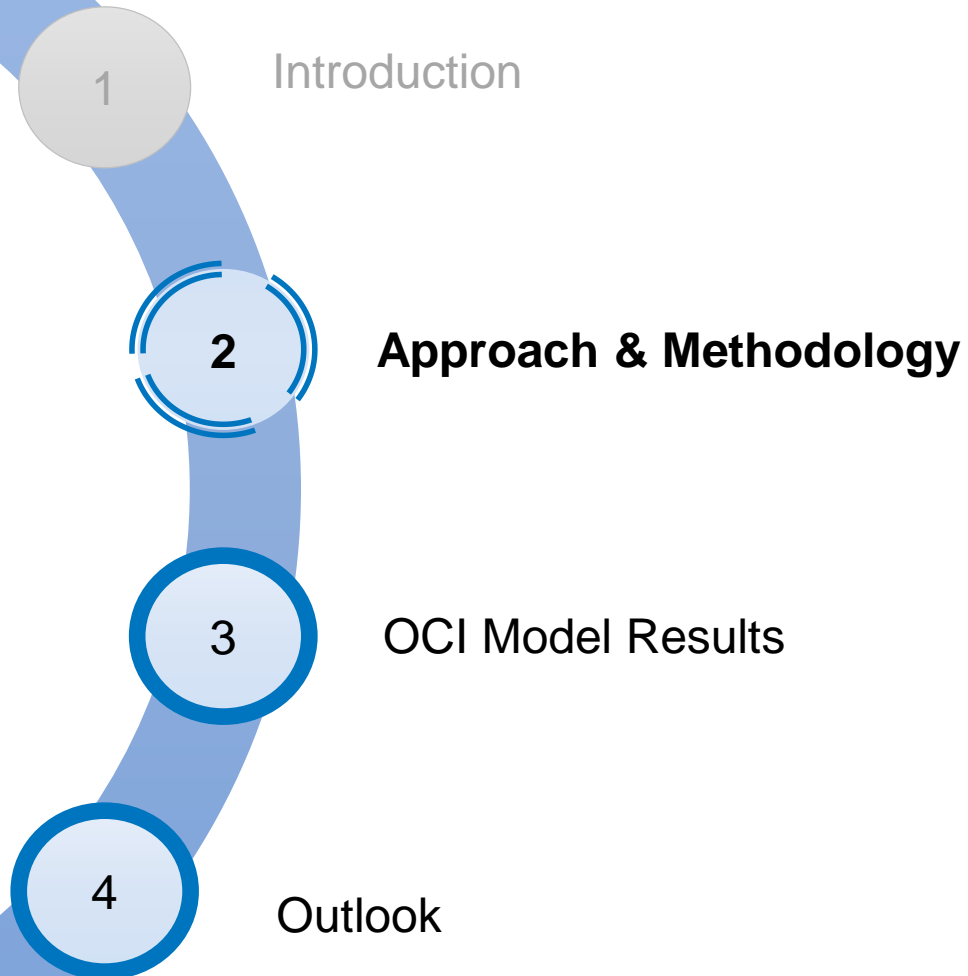 1
Introduction
2
Approach & Methodology
3
OCI Model Results
4
Outlook